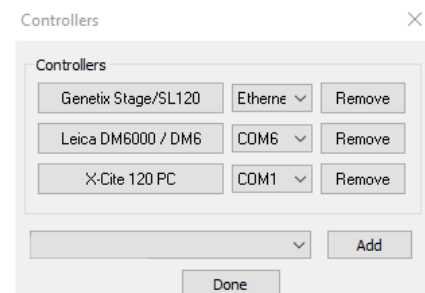 Controllers
Controllers
Genetix Stage/SL120 Etherne Remove
Leica DM6000 / DM6 COM6 Remove
X-Cite 120 PC COM1 Remove
Add
Done